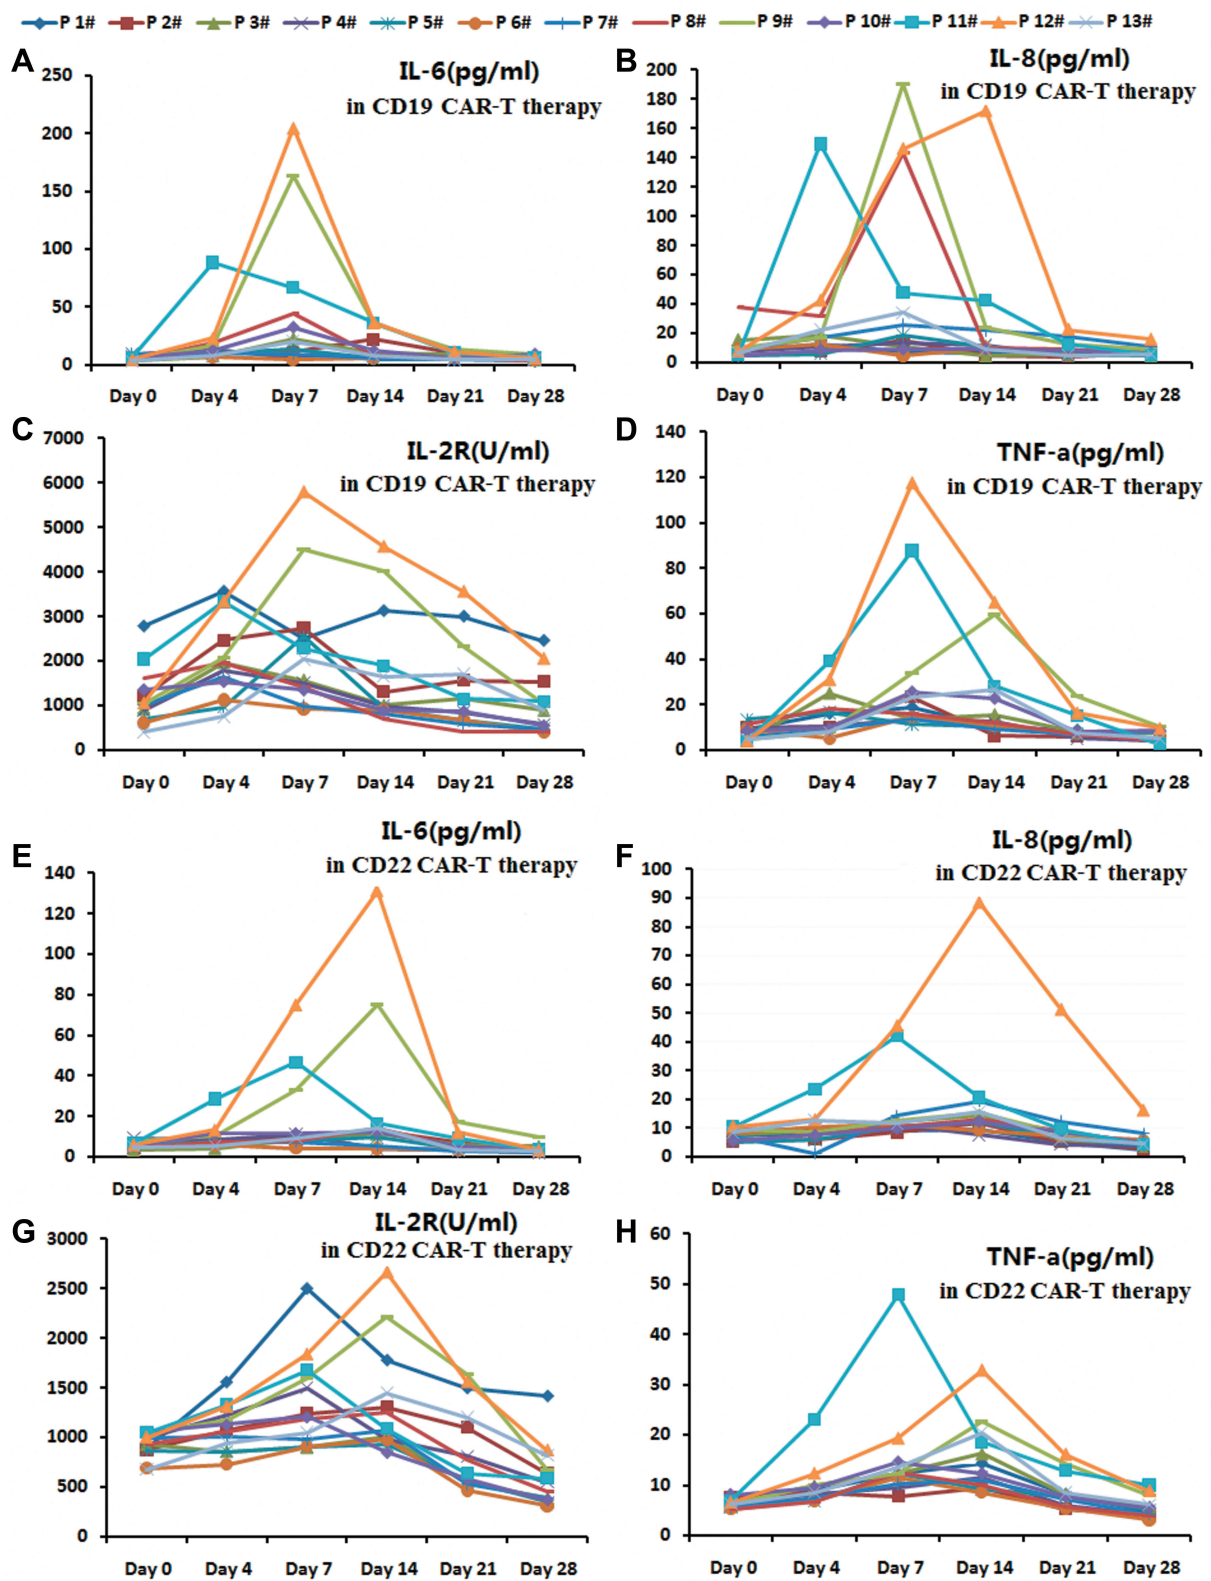 P 1# P 2# P 3# P 4# P 5# P 6# P 7# P 8# P 9# P 10# P 11# P 12# P 13#
A
IL-6(pg/ml)
in CD19 CAR-T therapy
250
200
150
100
50
0
Day 0 Day 4 Day 7 Day 14 Day 21 Day 28
B
IL-8(pg/ml)
in CD19 CAR-T therapy
200
180
160
140
120
100
80
60
40
20
0
Day 0 Day 4 Day 7 Day 14 Day 21 Day 28
C
IL-2R(U/ml)
in CD19 CAR-T therapy
7000
6000
5000
4000
3000
2000
1000
0
Day 0 Day 4 Day 7 Day 14 Day 21 Day 28
D
TNF-a(pg/ml)
in CD19 CAR-T therapy
140
120
100
80
60
40
20
0
Day 0 Day 4 Day 7 Day 14 Day 21 Day 28
E
IL-6(pg/ml)
in CD22 CAR-T therapy
140
120
100
80
60
40
20
0
Day 0 Day 4 Day 7 Day 14 Day 21 Day 28
F
IL-8(pg/ml)
in CD22 CAR-T therapy
100
90
80
70
60
50
40
30
20
10
0
Day 0 Day 4 Day 7 Day 14 Day 21 Day 28
G
IL-2R(U/ml)
in CD22 CAR-T therapy
3000
2500
2000
1500
1000
500
0
Day 0 Day 4 Day 7 Day 14 Day 21 Day 28
H
TNF-a(pg/ml)
in CD22 CAR-T therapy
60
50
40
30
20
10
0
Day 0 Day 4 Day 7 Day 14 Day 21 Day 28